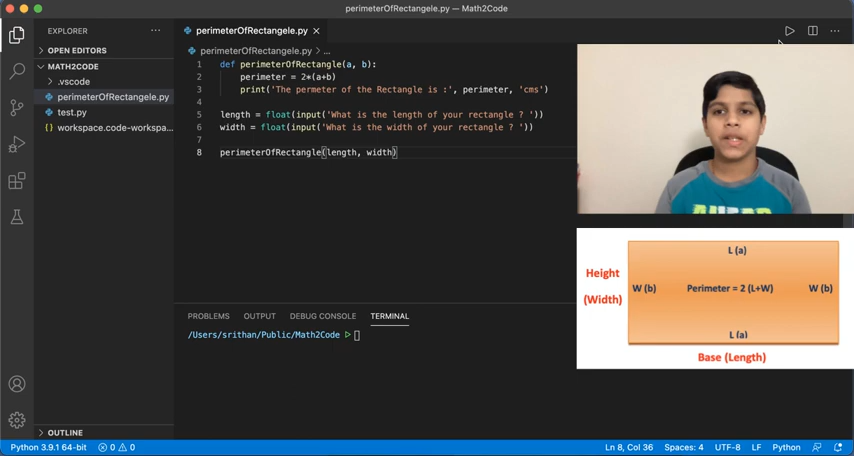 perimeterOfRectangele.py — Math2Code
EXPLORER
OPEN EDITORS
MATH2CODE
.vscode
perimeterOfRectangele.py
test.py
workspace.code-workspa...
OUTLINE
perimeterOfRectangele.py
perimeterOfRectangele.py > ...
1 def perimeterOfRectangle(a, b):
2 perimeter = 2*(a+b)
3 print('The permeter of the Rectangle is :', perimeter, 'cms')
4
5 length = float(input('What is the length of your rectangle ? '))
6 width = float(input('What is the width of your rectangle ? '))
7
8 perimeterOfRectangle(length, width)
PROBLEMS OUTPUT DEBUG CONSOLE TERMINAL
/Users/srithan/Public/Math2Code
L (a)
Height
(Width)
W (b) Perimeter = 2 (L+W) W (b)
L (a)
Base (Length)
Python 3.9.1 64-bit 0 0 Ln 8, Col 36 Spaces: 4 UTF-8 LF Python